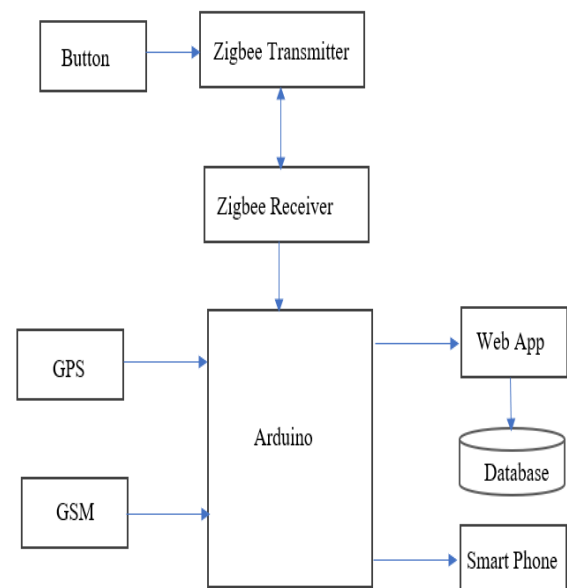 Button
Zigbee Transmitter
Zigbee Receiver
GPS
Web App
Arduino
Database
GSM
Smart Phone